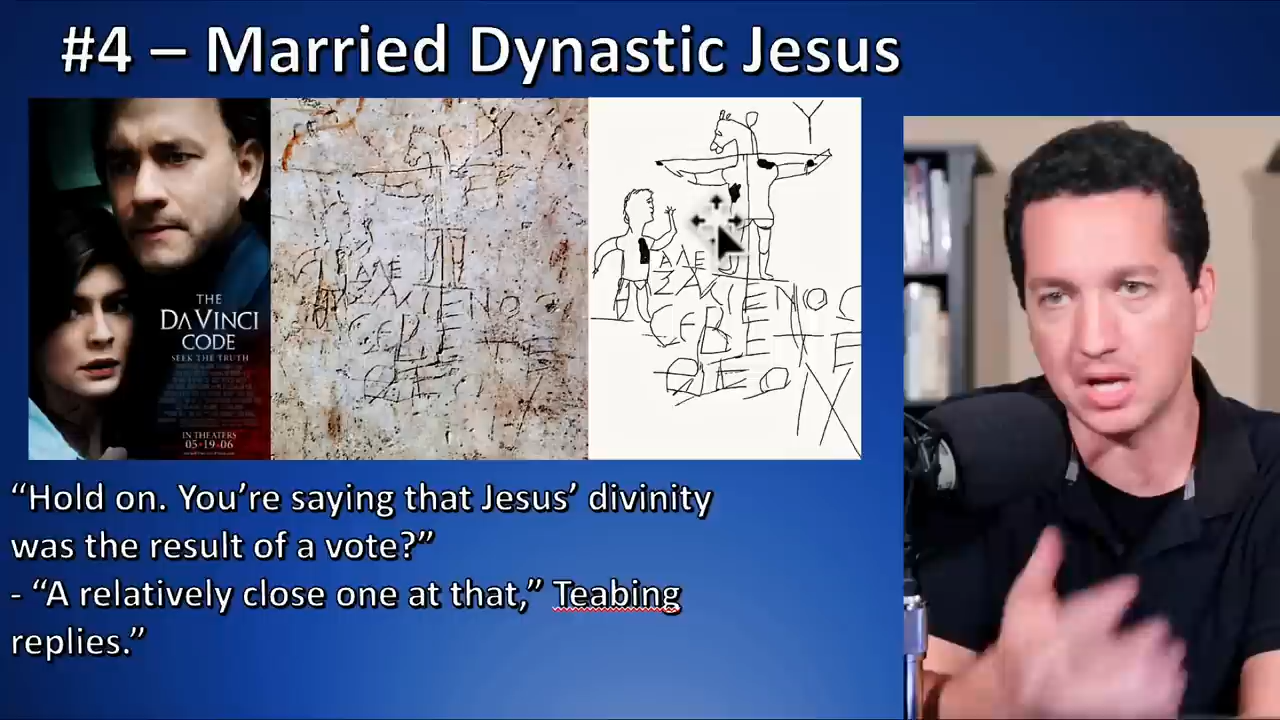 #4 – Married Dynastic Jesus
THE
DA VINCI
CODE
SEEK THE TRUTH
IN THEATERS
05•19•06
Y
ΑΛΕ
ΞΑΜΕΝΟϹ
ϹΕΒΕΤΕ
ΘΕΟΝ
“Hold on. You’re saying that Jesus’ divinity
was the result of a vote?”
- “A relatively close one at that,” Teabing
replies.”